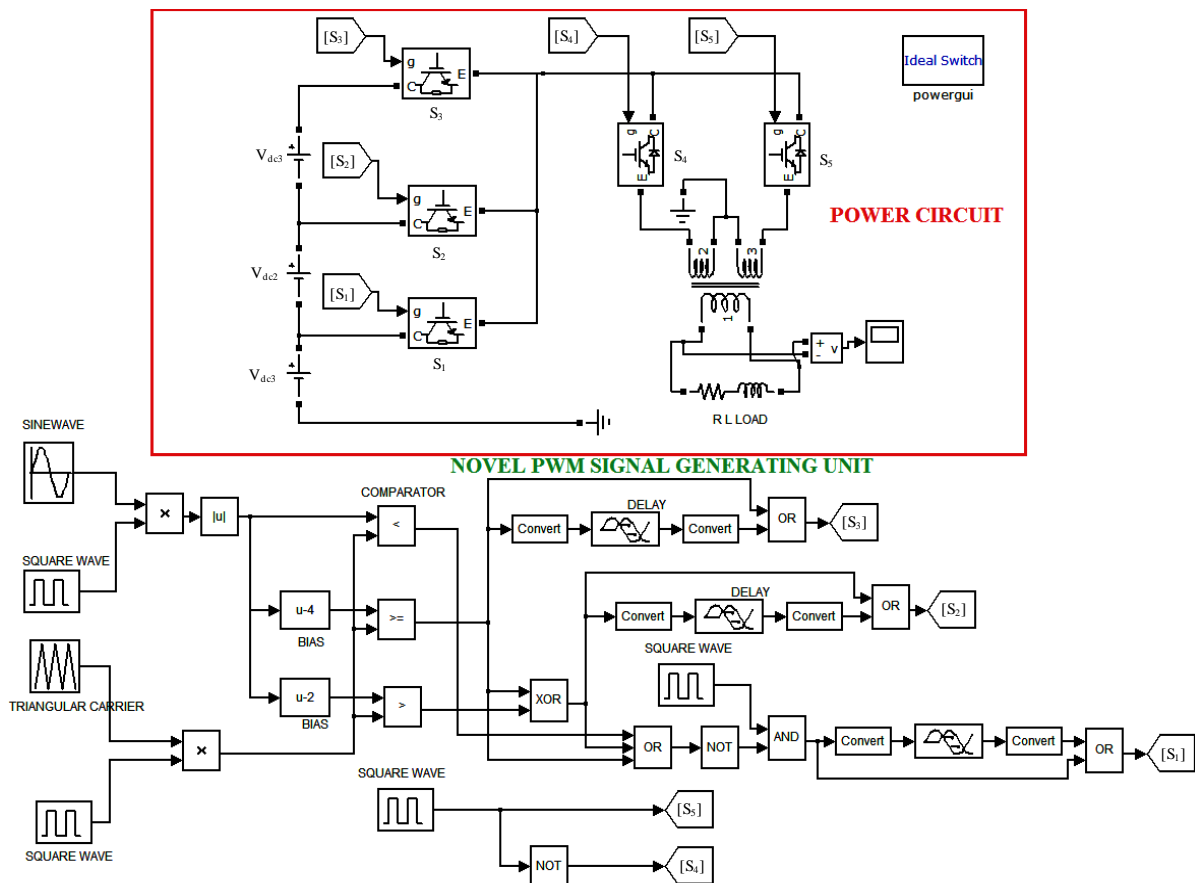 [S3]
[S4]
[S5]
Ideal Switch
powergui
g
C
E
S3
Vdc3
[S2]
g
C
E
S2
Vdc2
[S1]
g
C
E
S1
Vdc3
g
C
E
S4
g
C
E
S5
POWER CIRCUIT
2
3
1
+
-
v
R L LOAD
NOVEL PWM SIGNAL GENERATING UNIT
SINEWAVE
×
|u|
COMPARATOR
<
SQUARE WAVE
DELAY
Convert
Convert
OR
[S3]
u-4
BIAS
>=
DELAY
Convert
Convert
OR
[S2]
SQUARE WAVE
TRIANGULAR CARRIER
u-2
BIAS
>
XOR
×
OR
NOT
AND
Convert
Convert
OR
[S1]
SQUARE WAVE
SQUARE WAVE
[S5]
NOT
[S4]